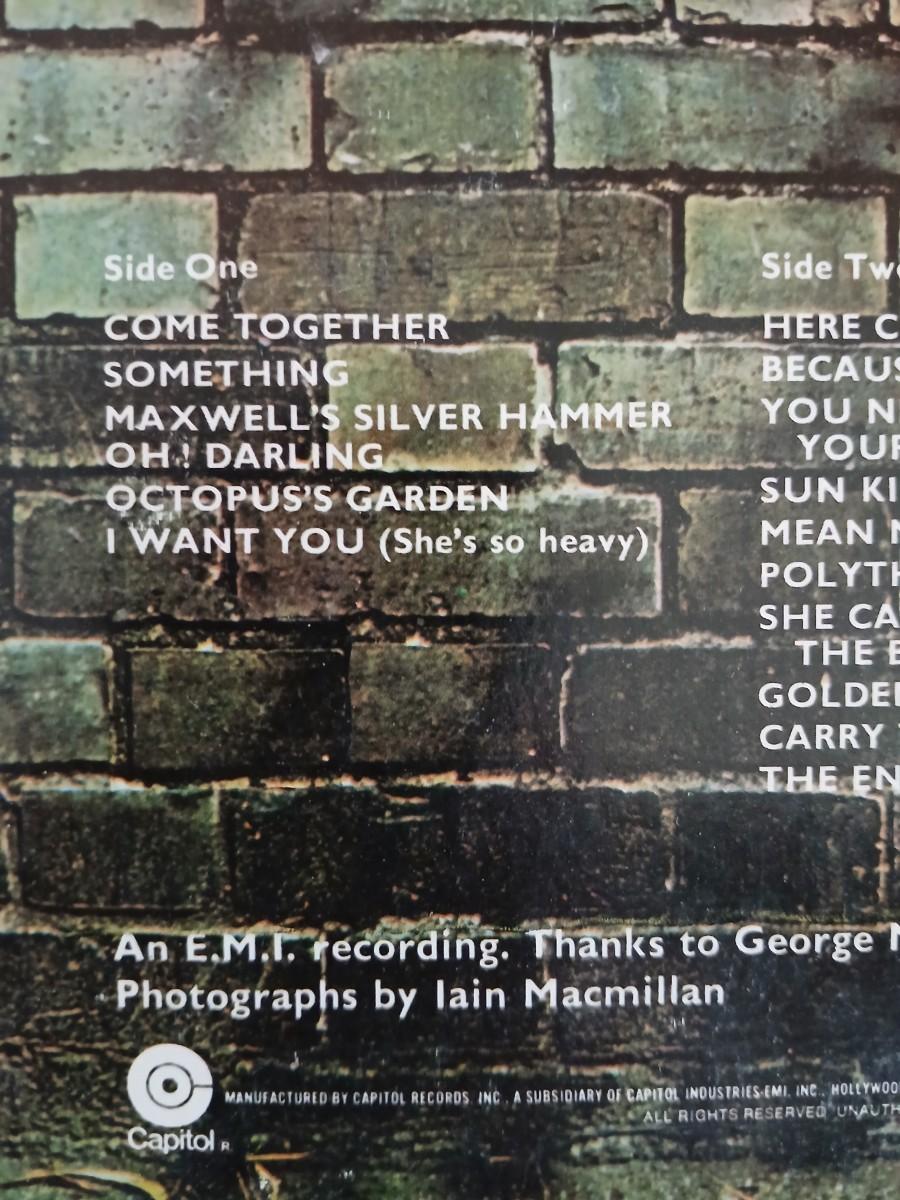 Side One
COME TOGETHER
SOMETHING
MAXWELL'S SILVER HAMMER
OH! DARLING
OCTOPUS'S GARDEN
I WANT YOU (She's so heavy)
Side Tw
HERE C
BECAUS
YOU N
YOUR
SUN KI
MEAN
POLYTH
SHE CA
THE B
GOLDEN
CARRY
THE EN
An E.M.I. recording. Thanks to George
Photographs by Iain Macmillan
Capitol R
MANUFACTURED BY CAPITOL RECORDS, INC., A SUBSIDIARY OF CAPITOL INDUSTRIES-EMI, INC., HOLLYWOO
ALL RIGHTS RESERVED UNAUTH